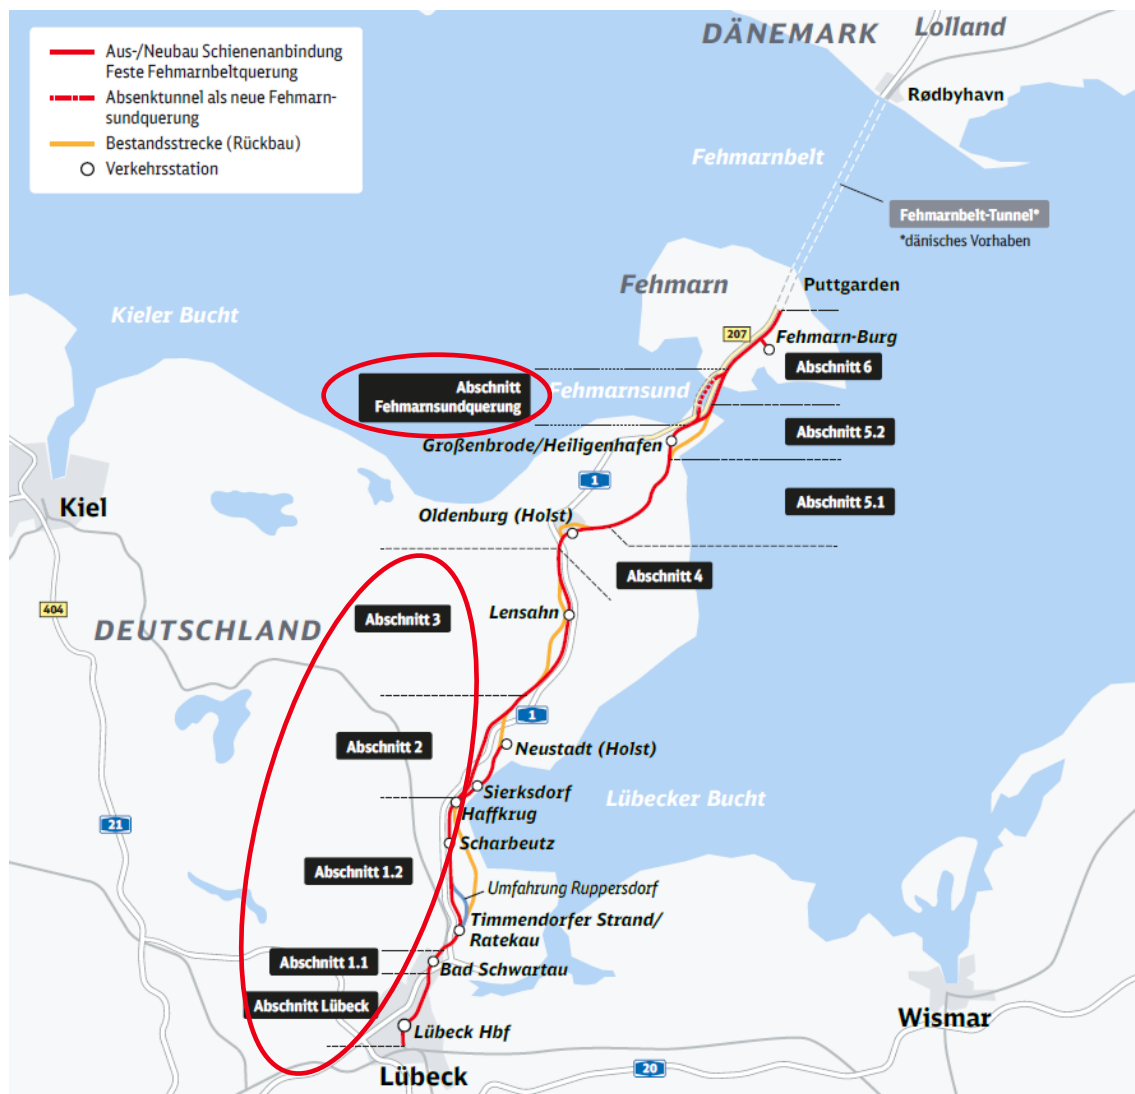 Aus-/Neubau Schienenanbindung
Feste Fehmarnbeltquerung
Absenktunnel als neue Fehmarn-
sundquerung
Bestandsstrecke (Rückbau)
Verkehrsstation
DÄNEMARK
Lolland
Rødbyhavn
Fehmarnbelt
Fehmarnbelt-Tunnel*
*dänisches Vorhaben
Fehmarn
Puttgarden
Kieler Bucht
207
Fehmarn-Burg
Abschnitt 6
Abschnitt
Fehmarnsundquerung
Fehmarnsund
Abschnitt 5.2
Großenbrode/Heiligenhafen
1
Abschnitt 5.1
Kiel
Oldenburg (Holst)
Abschnitt 4
404
Abschnitt 3
Lensahn
DEUTSCHLAND
1
Abschnitt 2
Neustadt (Holst)
Sierksdorf
Lübecker Bucht
Haffkrug
21
Scharbeutz
Abschnitt 1.2
Umfahrung Ruppersdorf
Timmendorfer Strand/
Ratekau
Abschnitt 1.1
Bad Schwartau
Abschnitt Lübeck
Wismar
Lübeck Hbf
20
Lübeck